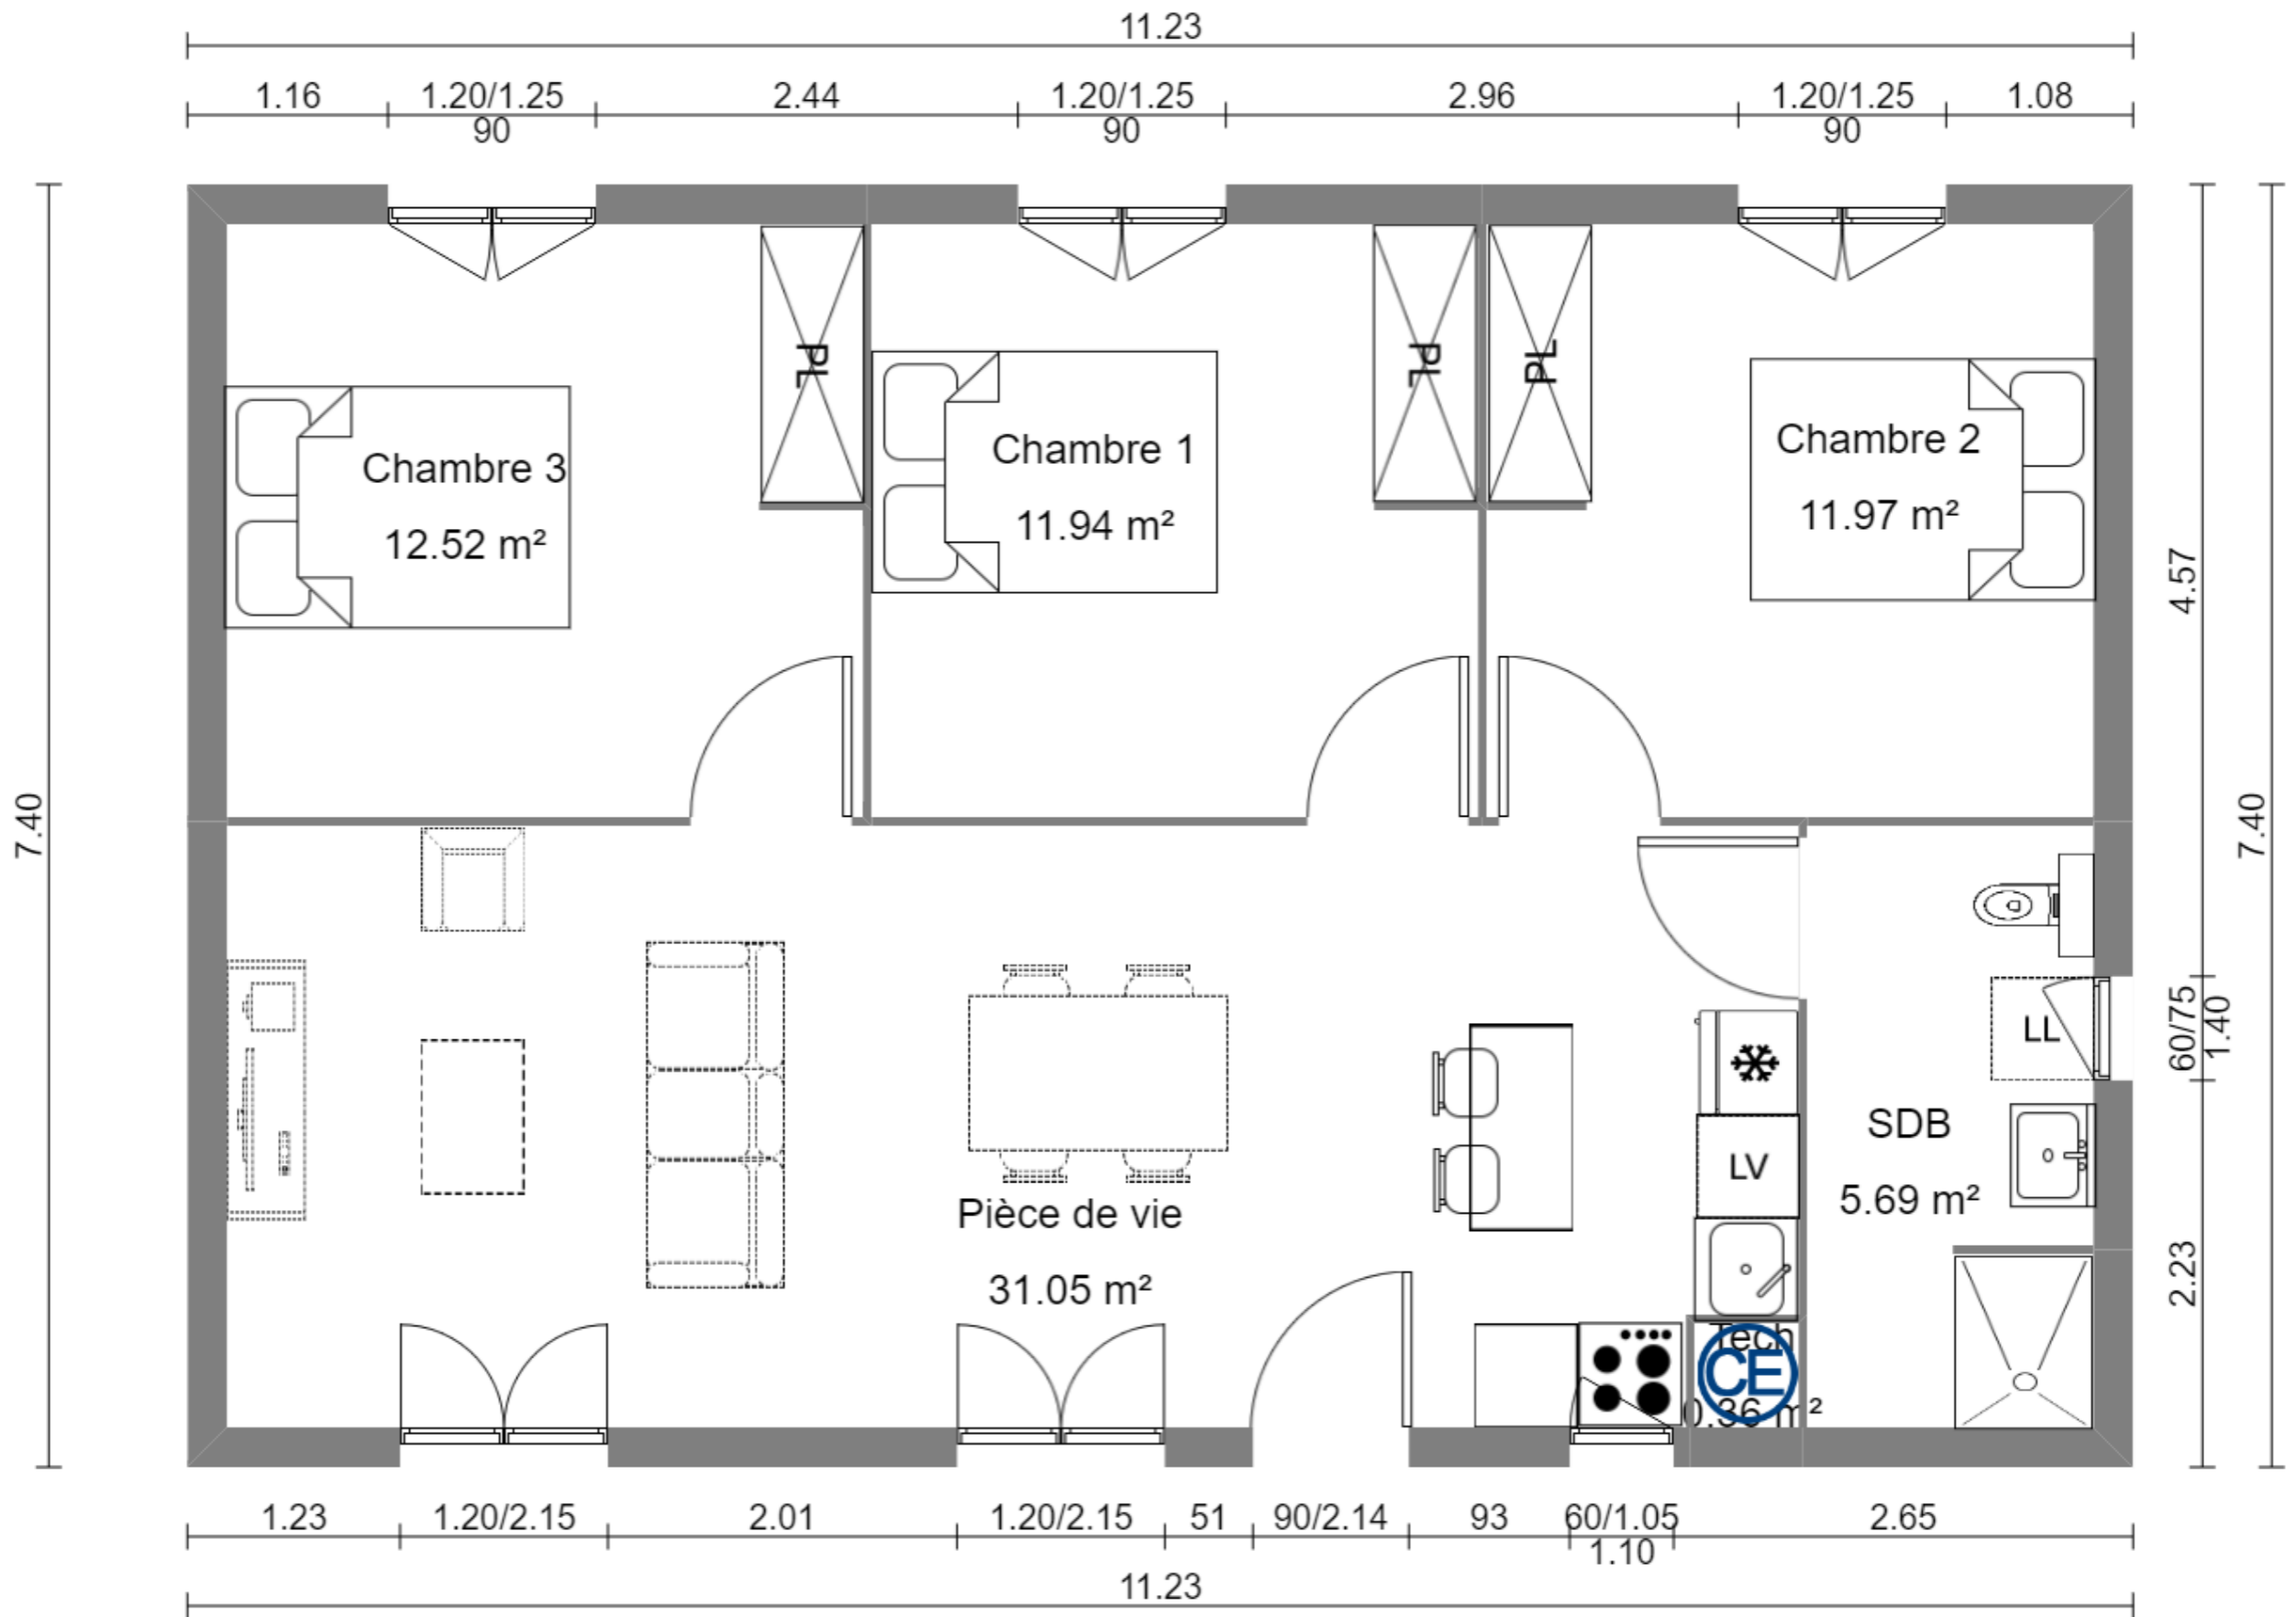 11.23
1.16 1.20/1.25 2.44 1.20/1.25 2.96 1.20/1.25 1.08
90 90 90
PL PL PL
Chambre 3
12.52 m²
Chambre 1
11.94 m²
Chambre 2
11.97 m²
4.57
7.40
7.40
60/75
1.40
LL
SDB
5.69 m²
LV
Pièce de vie
31.05 m²
2.23
Tech
CE
0.36 m²
1.23 1.20/2.15 2.01 1.20/2.15 51 90/2.14 93 60/1.05 2.65
1.10
11.23